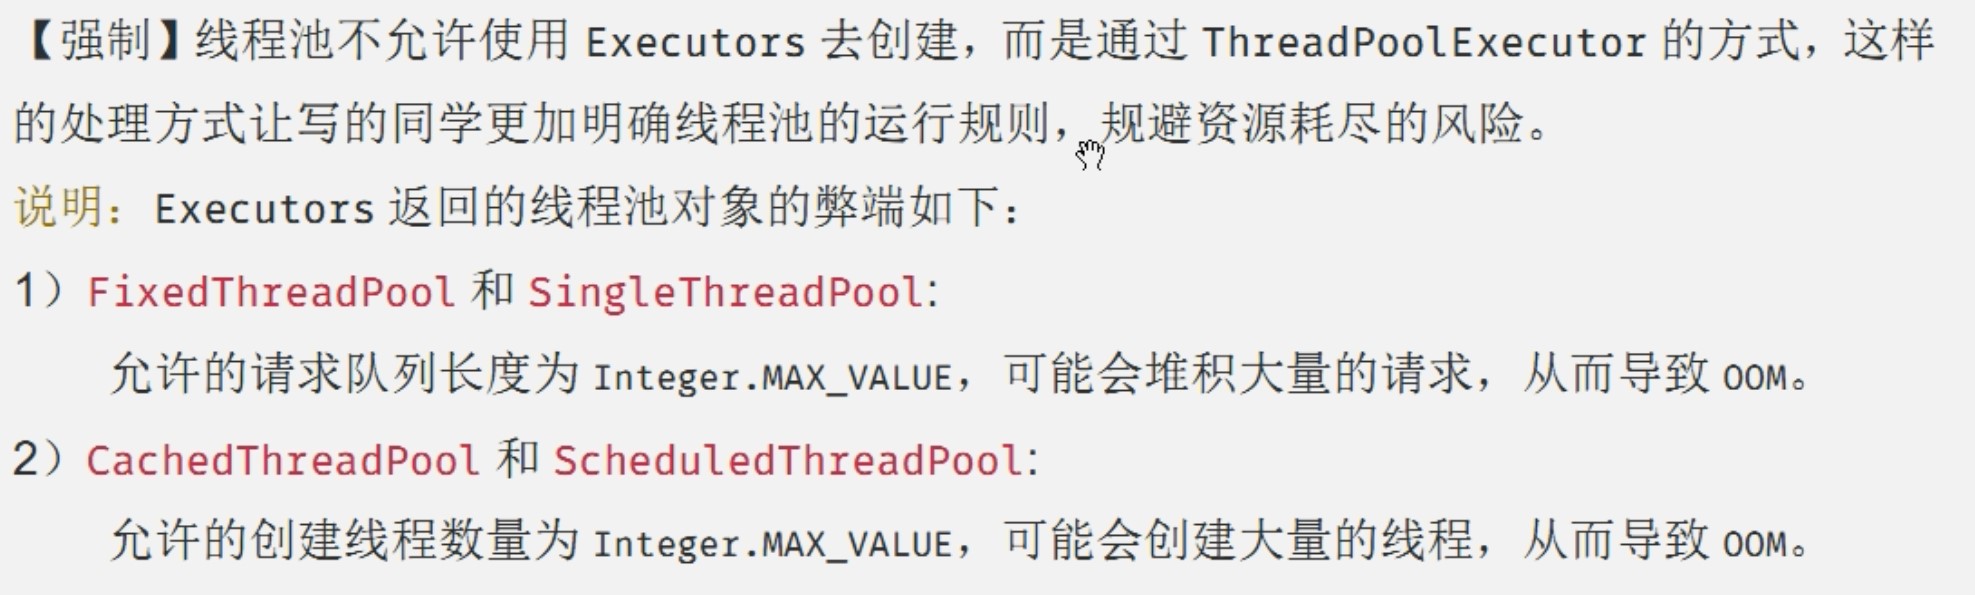 【强制】线程池不允许使用 Executors 去创建，而是通过 ThreadPoolExecutor 的方式，这样
的处理方式让写的同学更加明确线程池的运行规则，规避资源耗尽的风险。
说明：Executors 返回的线程池对象的弊端如下：
1）FixedThreadPool 和 SingleThreadPool:
允许的请求队列长度为 Integer.MAX_VALUE，可能会堆积大量的请求，从而导致 OOM。
2）CachedThreadPool 和 ScheduledThreadPool:
允许的创建线程数量为 Integer.MAX_VALUE，可能会创建大量的线程，从而导致 OOM。